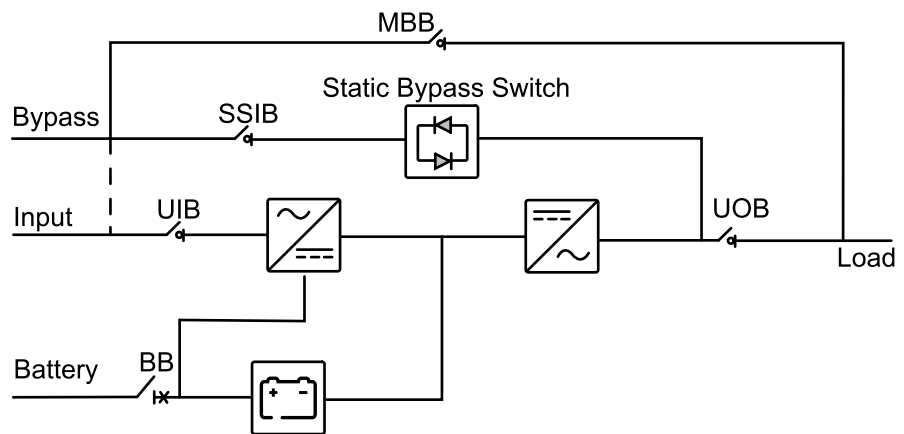 MBB
Static Bypass Switch
Bypass
SSIB
Input
UIB
UOB
Load
Battery
BB